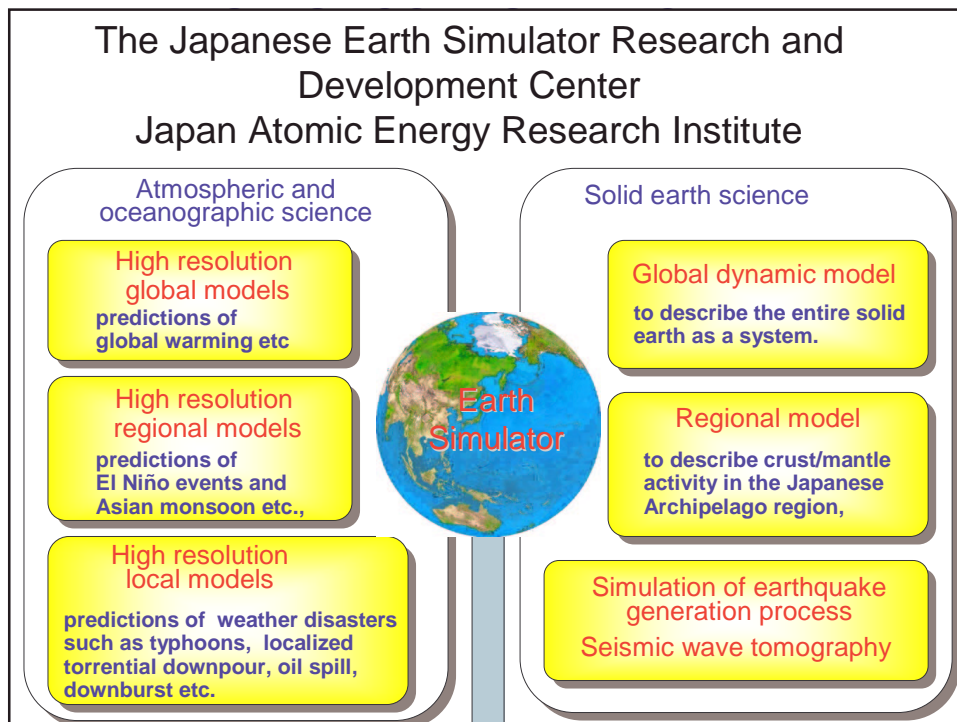 The Japanese Earth Simulator Research and
Development Center
Japan Atomic Energy Research Institute
Atmospheric and
oceanographic science
High resolution
global models
predictions of
global warming etc
High resolution
regional models
predictions of
El Niño events and
Asian monsoon etc.,
High resolution
local models
predictions of weather disasters
such as typhoons, localized
torrential downpour, oil spill,
downburst etc.
Earth
Simulator
Solid earth science
Global dynamic model
to describe the entire solid
earth as a system.
Regional model
to describe crust/mantle
activity in the Japanese
Archipelago region,
Simulation of earthquake
generation process
Seismic wave tomography